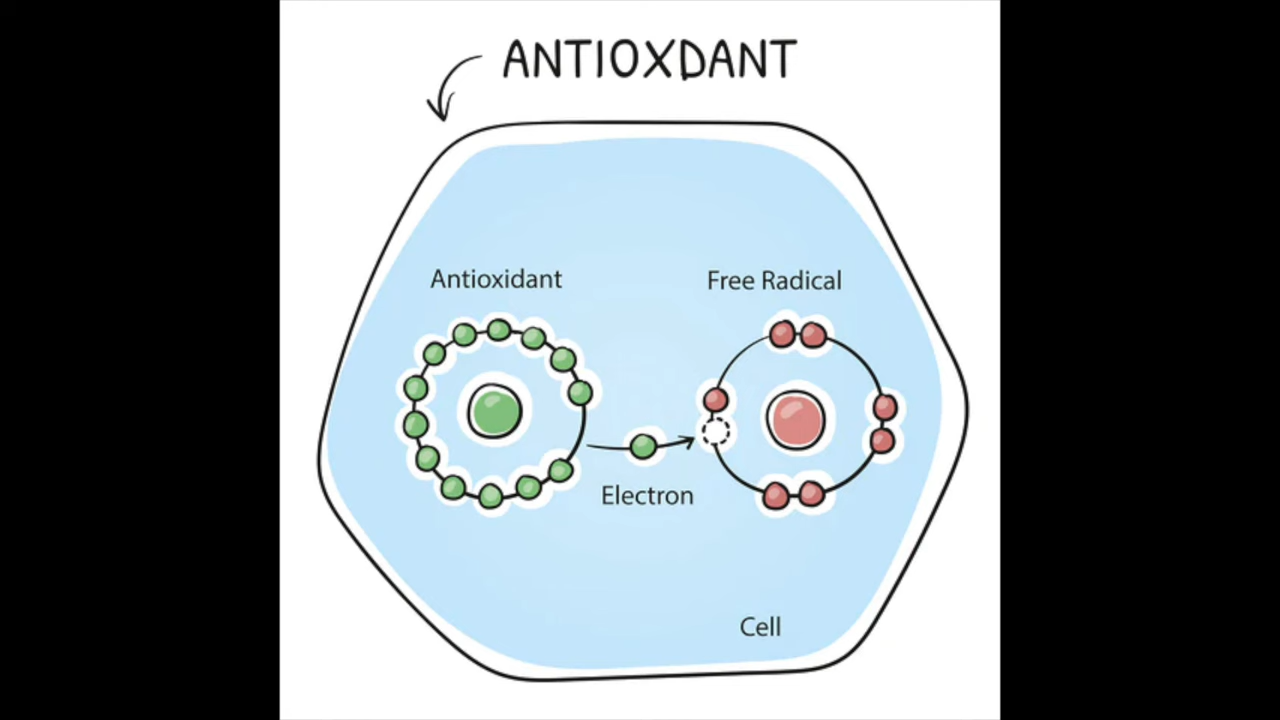 ANTIOXDANT
Antioxidant
Free Radical
Electron
Cell